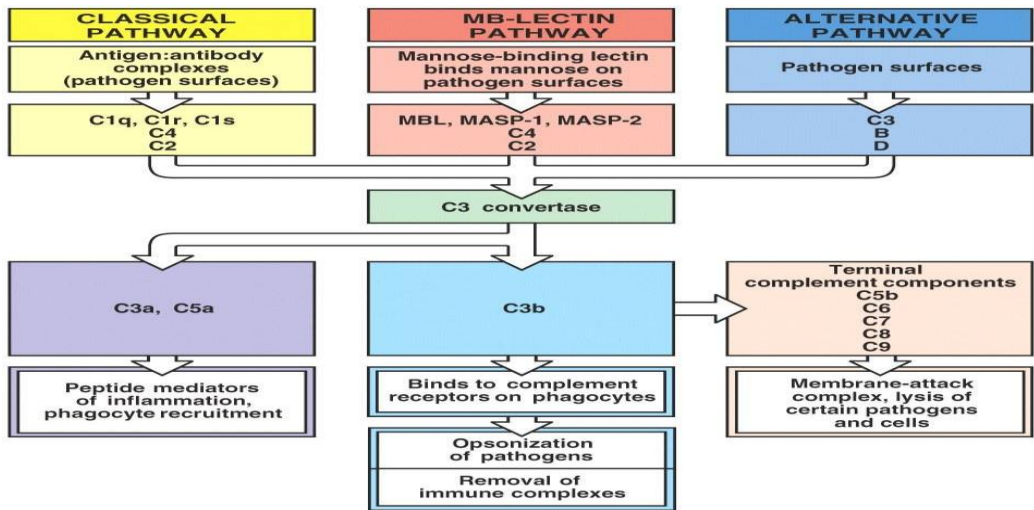 CLASSICAL
PATHWAY
MB-LECTIN
PATHWAY
ALTERNATIVE
PATHWAY
Antigen:antibody
complexes
(pathogen surfaces)
Mannose-binding lectin
binds mannose on
pathogen surfaces
Pathogen surfaces
C1q, C1r, C1s
C4
C2
MBL, MASP-1, MASP-2
C4
C2
C3
B
D
C3 convertase
C3a, C5a
C3b
Terminal
complement components
C5b
C6
C7
C8
C9
Peptide mediators
of inflammation,
phagocyte recruitment
Binds to complement
receptors on phagocytes
Opsonization
of pathogens
Removal of
immune complexes
Membrane-attack
complex, lysis of
certain pathogens
and cells